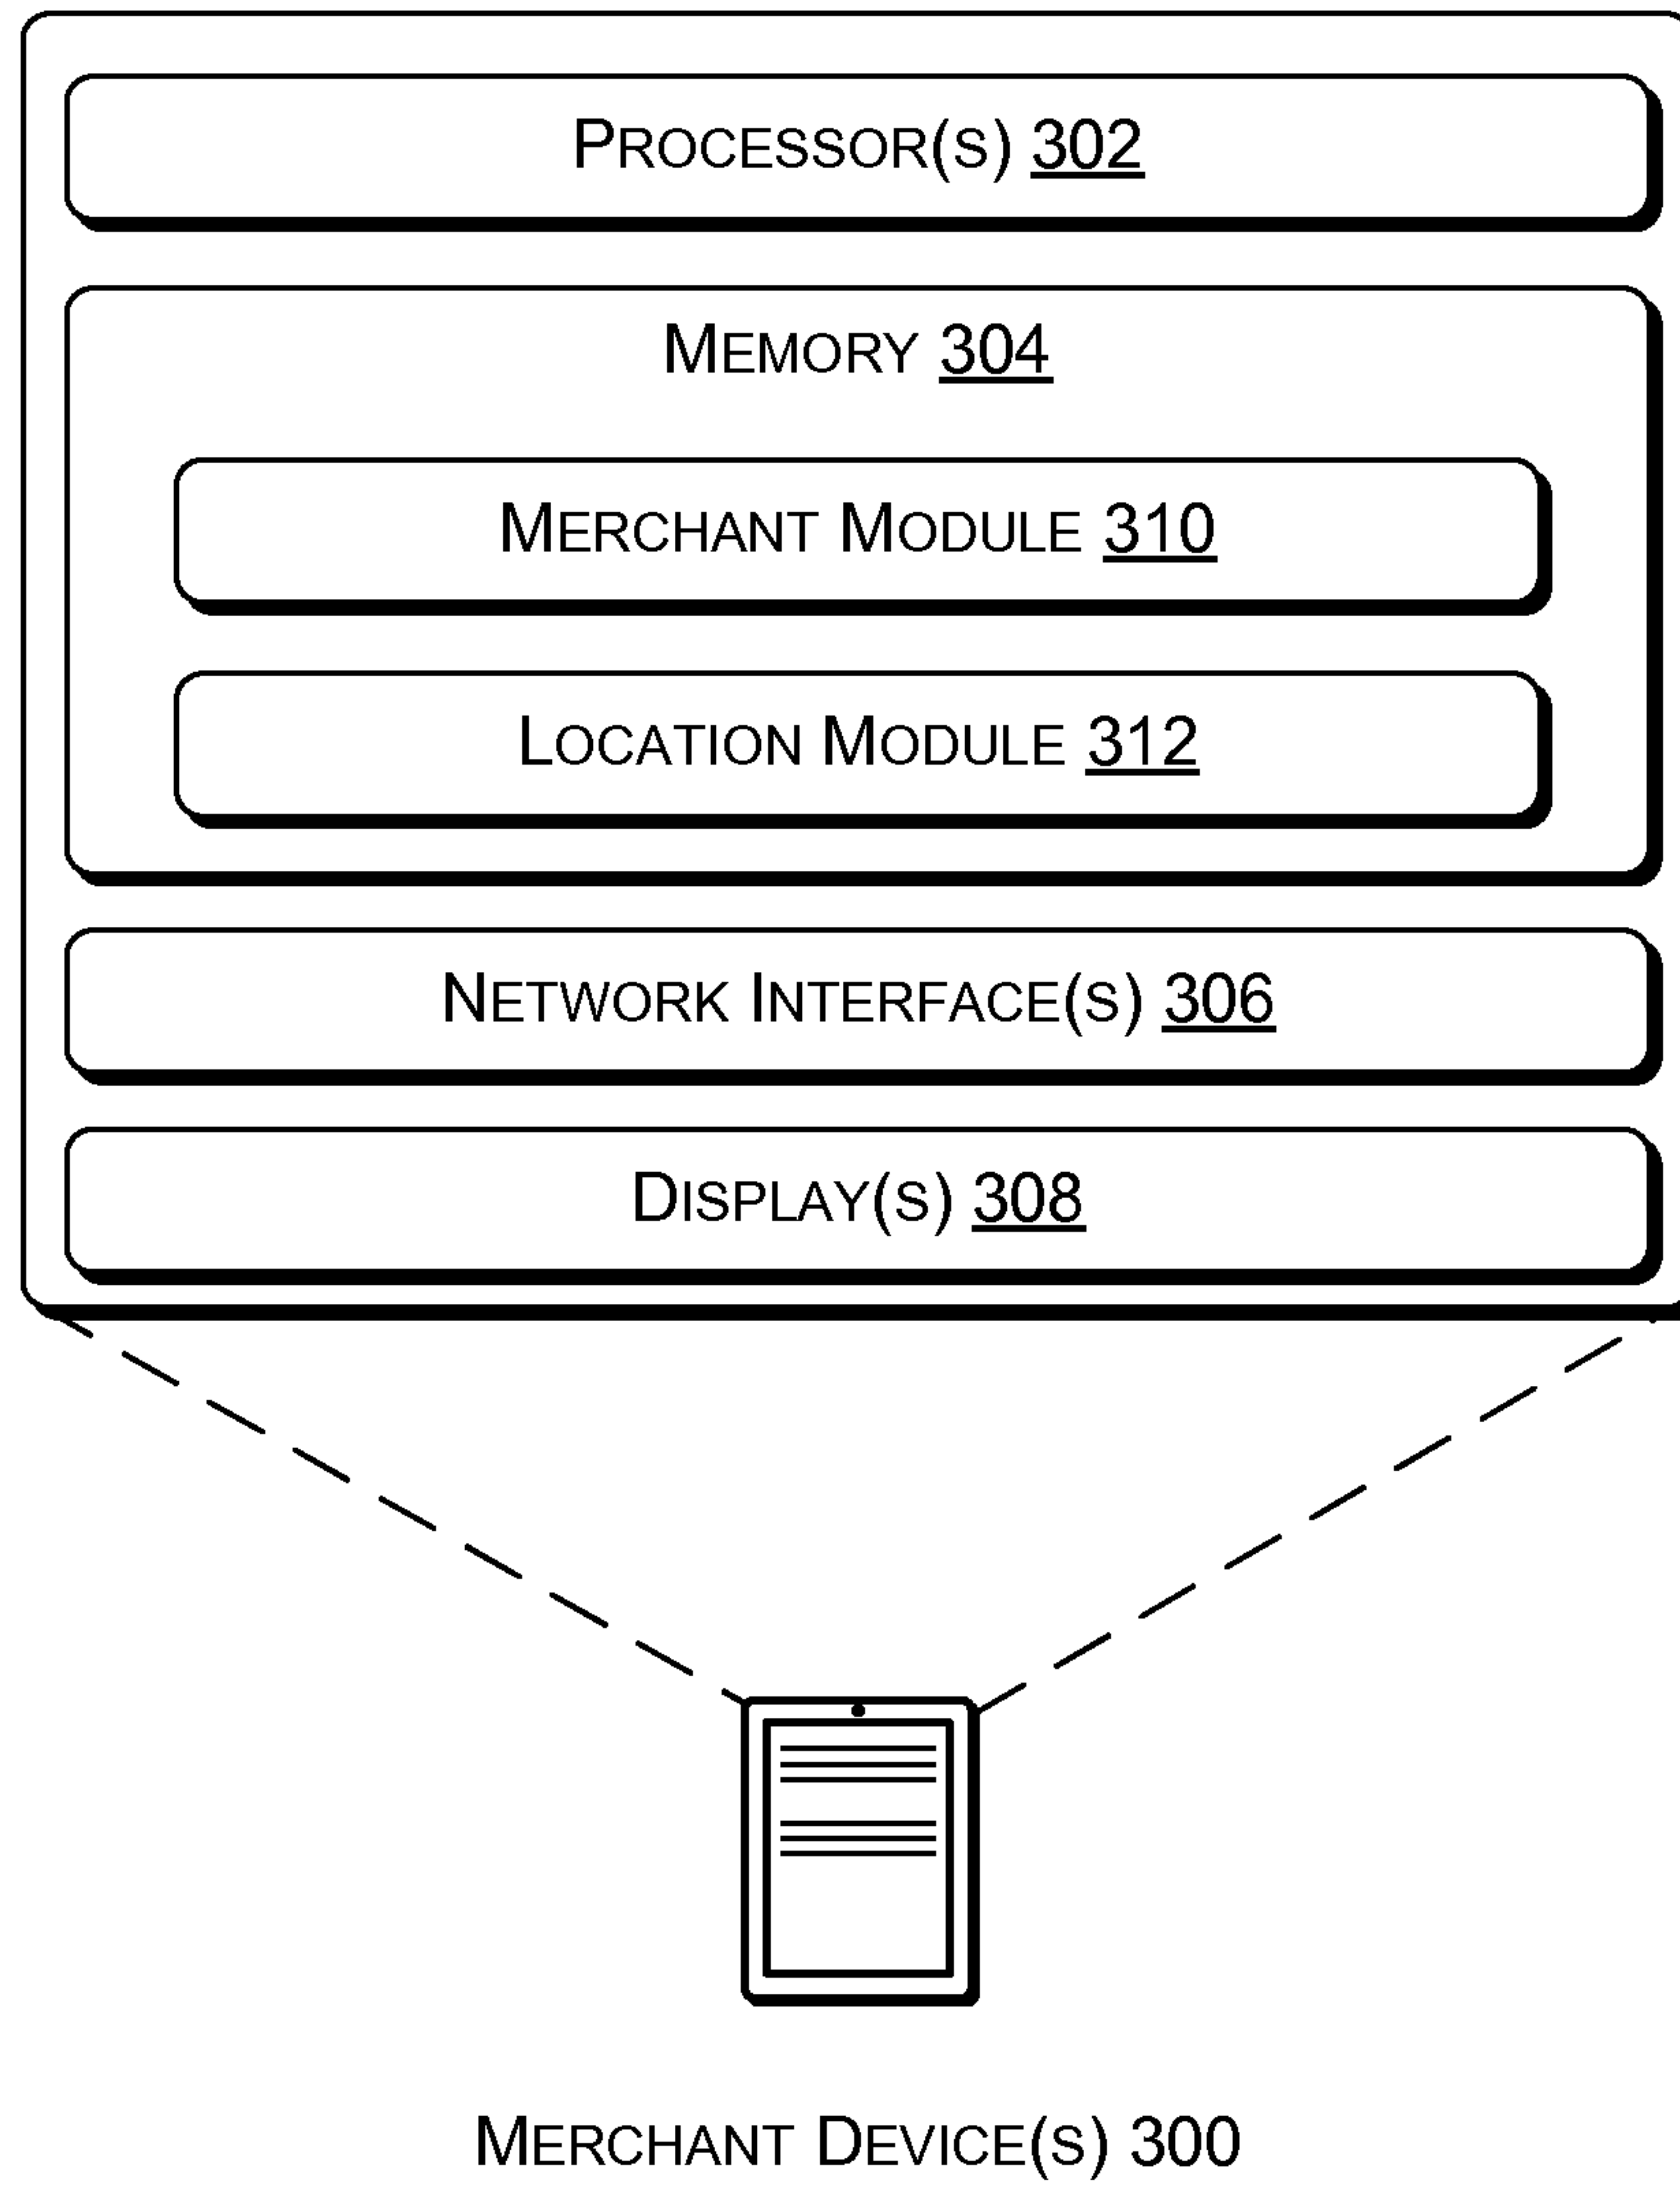 PROCESSOR(S) 302
MEMORY 304
MERCHANT MODULE 310
LOCATION MODULE 312
NETWORK INTERFACE(S) 306
DISPLAY(S) 308
MERCHANT DEVICE(S) 300